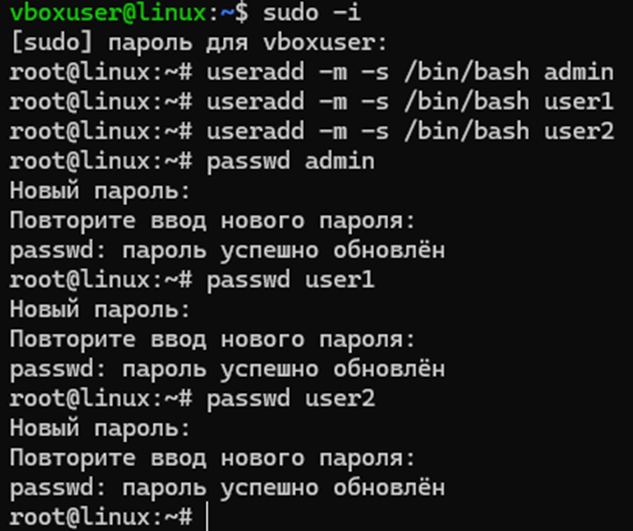 vboxuser@linux:~$ sudo -i
[sudo] пароль для vboxuser:
root@linux:~# useradd -m -s /bin/bash admin
root@linux:~# useradd -m -s /bin/bash user1
root@linux:~# useradd -m -s /bin/bash user2
root@linux:~# passwd admin
Новый пароль:
Повторите ввод нового пароля:
passwd: пароль успешно обновлён
root@linux:~# passwd user1
Новый пароль:
Повторите ввод нового пароля:
passwd: пароль успешно обновлён
root@linux:~# passwd user2
Новый пароль:
Повторите ввод нового пароля:
passwd: пароль успешно обновлён
root@linux:~#